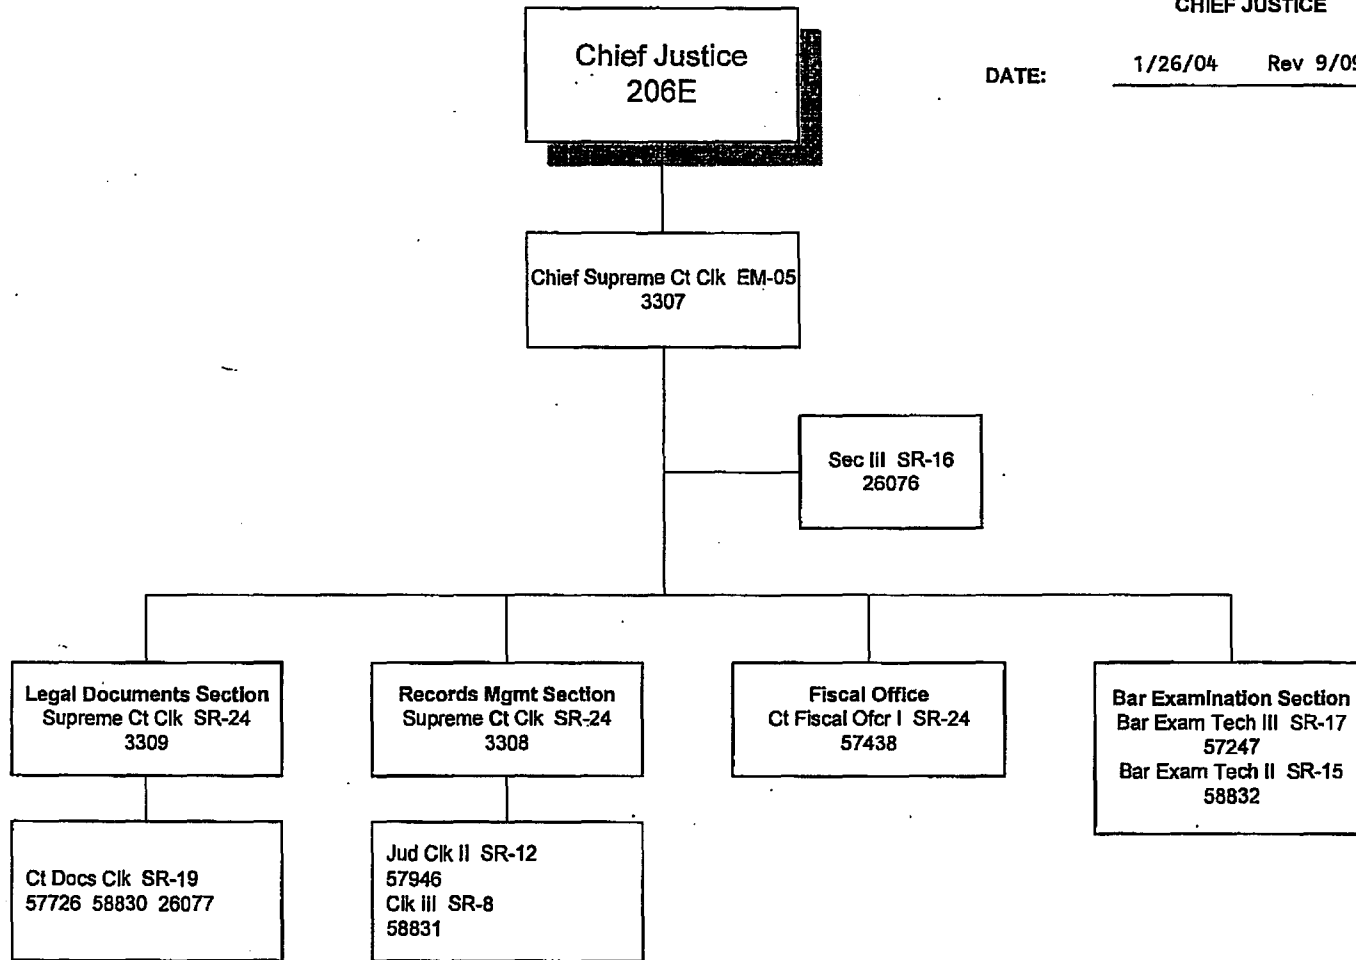 CHIEF JUSTICE
DATE: 1/26/04 Rev 9/09
Chief Justice
206E
Chief Supreme Ct Clk EM-05
3307
Sec III SR-16
26076
Legal Documents Section
Supreme Ct Clk SR-24
3309
Records Mgmt Section
Supreme Ct Clk SR-24
3308
Fiscal Office
Ct Fiscal Ofcr I SR-24
57438
Bar Examination Section
Bar Exam Tech III SR-17
57247
Bar Exam Tech II SR-15
58832
Ct Docs Clk SR-19
57726 58830 26077
Jud Clk II SR-12
57946
Clk III SR-8
58831